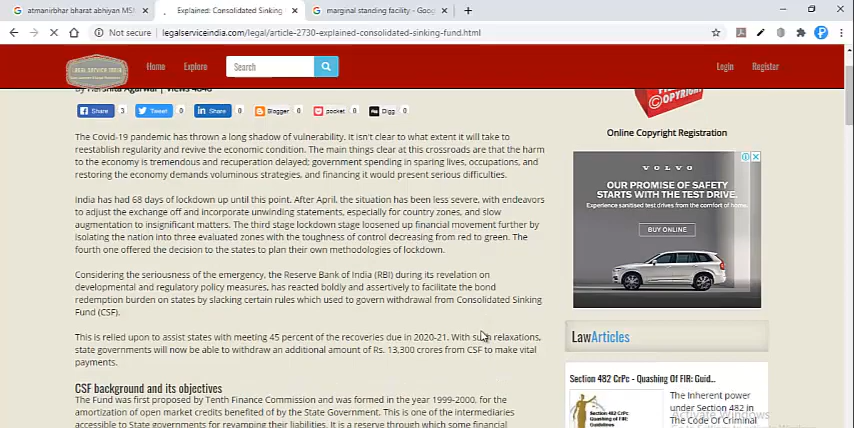 atmanirbhar bharat abhiyan MSM
Explained: Consolidated Sinking
marginal standing facility - Goog
Not secure
legalserviceindia.com/legal/article-2730-explained-consolidated-sinking-fund.html
LEGAL SERVICE INDIA
Home
Explore
Search
Login
Register
By Harshita Agarwal | Views
Share 3
Tweet 0
Share 0
Blogger 0
pocket 0
Digg 0
The Covid-19 pandemic has thrown a long shadow of vulnerability. It isn't clear to what extent it will take to
reestablish regularity and revive the economic condition. The main things clear at this crossroads are that the harm
to the economy is tremendous and recuperation delayed; government spending in sparing lives, occupations, and
restoring the economy demands voluminous strategies, and financing it would present serious difficulties.
India has had 68 days of lockdown up until this point. After April, the situation has been less severe, with endeavors
to adjust the exchange off and incorporate unwinding statements, especially for country zones, and slow
augmentation to insignificant matters. The third stage lockdown stage loosened up financial movement further by
isolating the nation into three evaluated zones with the toughness of control decreasing from red to green. The
fourth one offered the decision to the states to plan their own methodologies of lockdown.
Considering the seriousness of the emergency, the Reserve Bank of India (RBI) during its revelation on
developmental and regulatory policy measures, has reacted boldly and assertively to facilitate the bond
redemption burden on states by slacking certain rules which used to govern withdrawal from Consolidated Sinking
Fund (CSF).
This is relied upon to assist states with meeting 45 percent of the recoveries due in 2020-21. With such relaxations,
state governments will now be able to withdraw an additional amount of Rs. 13,300 crores from CSF to make vital
payments.
CSF background and its objectives
The Fund was first proposed by Tenth Finance Commission and was formed in the year 1999-2000, for the
amortization of open market credits benefited of by the State Government. This is one of the intermediaries
accessible to State governments for revamping their liabilities. It is a reserve through which some financial
©COPYRIGHT
Online Copyright Registration
VOLVO
OUR PROMISE OF SAFETY
STARTS WITH THE TEST DRIVE.
Experience sanitised test drives from the comfort of home.
BUY ONLINE
LawArticles
Section 482 CrPc - Quashing Of FIR: Guid...
Section 482 CrPc
Quashing of FIR:
Guidelines
The Inherent power
under Section 482 in
The Code Of Criminal
Activate Windows